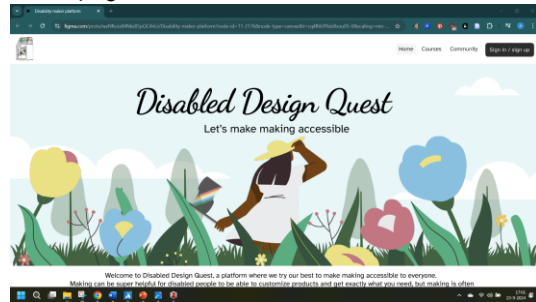 Disability maker platform
Home Courses Community Sign in / sign up
Disabled Design Quest
Let's make making accessible
Welcome to Disabled Design Quest, a platform where we try our best to make making accessible to everyone.
Making can be super helpful for disabled people to be able to customize products and get exactly what you need, but making is often